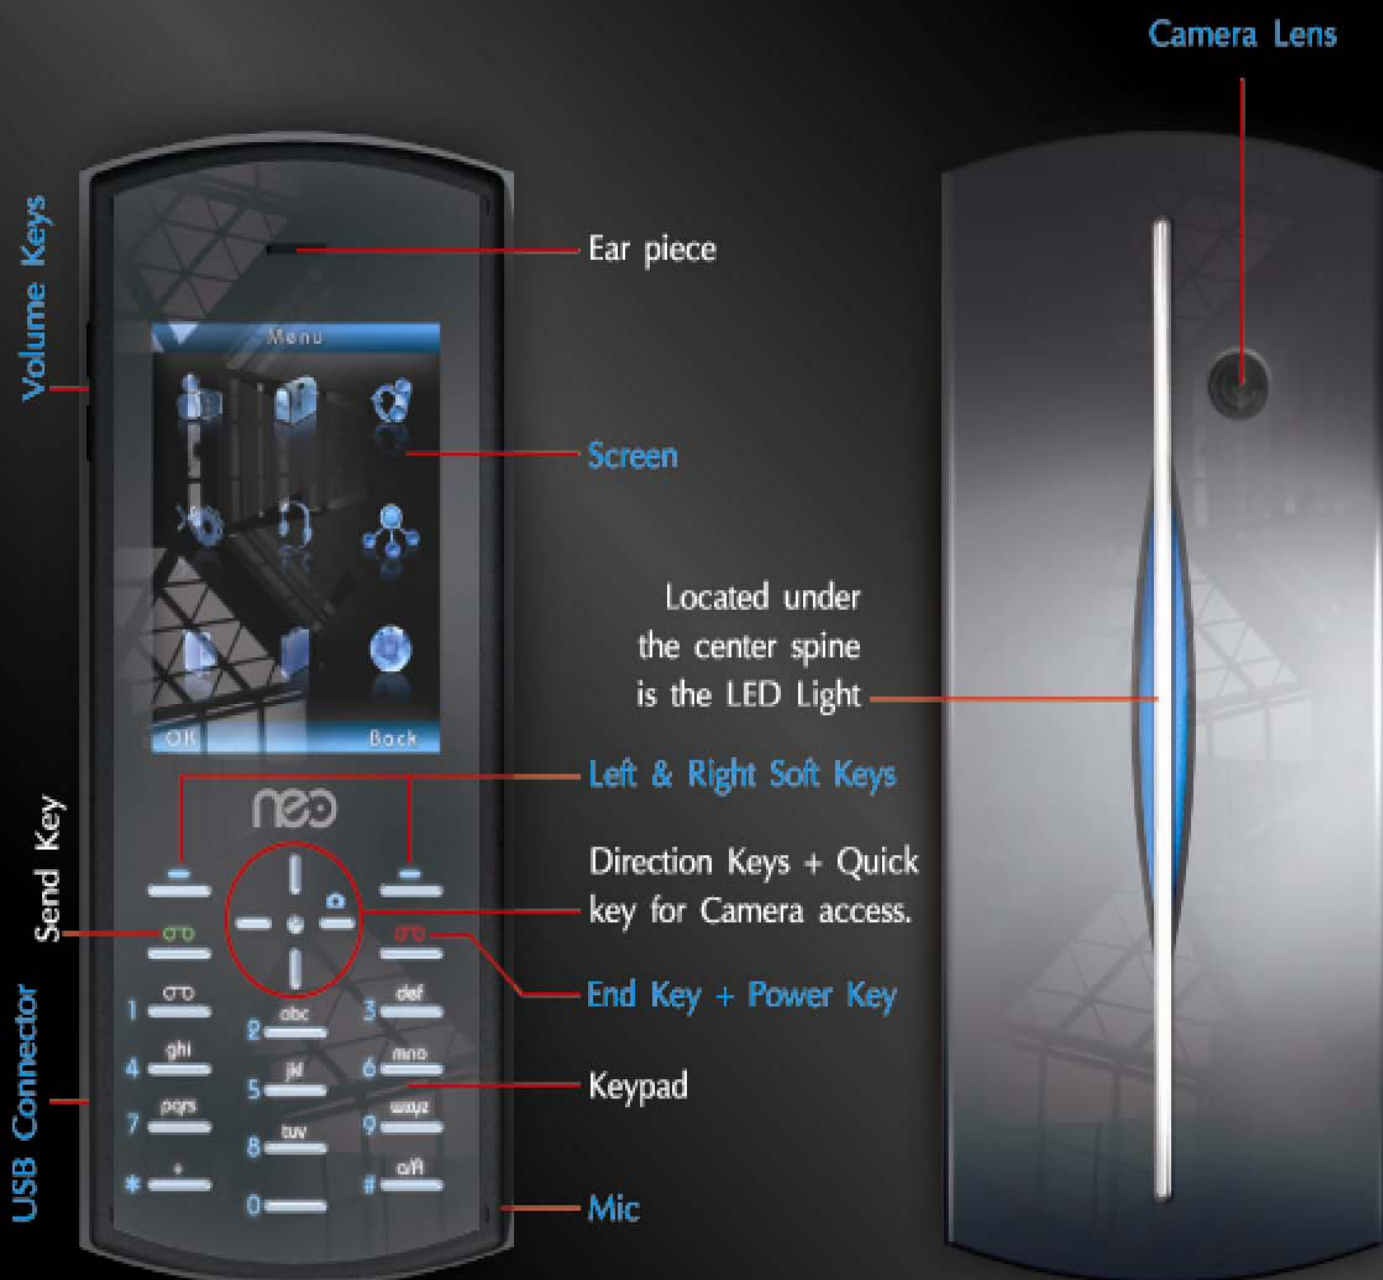 Camera Lens
Volume Keys
Ear piece
Menu
Screen
Located under
the center spine
is the LED Light
OK
Back
Left & Right Soft Keys
neo
Send Key
Direction Keys + Quick
key for Camera access.
End Key + Power Key
1
2 abc
3 def
4 ghi
5 jkl
6 mno
Keypad
7 pqrs
8 tuv
9 wxyz
* +
0
# a/A
USB Connector
Mic